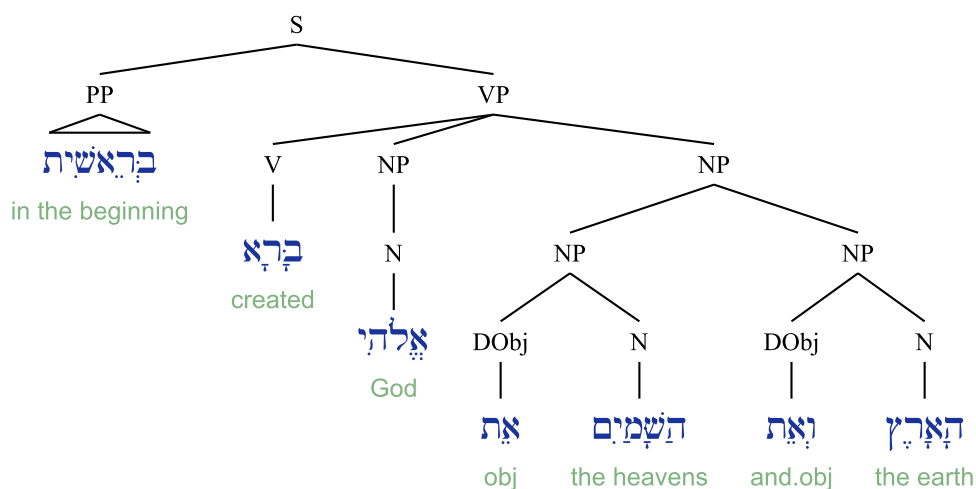 S
PP VP
V NP NP
בְּרֵאשִׁית
in the beginning
N NP NP
בָּרָא
created
DObj N DObj N
אֱלֹהִי
God
אֵת הַשָּׁמַיִם וְאֵת הָאָרֶץ
obj the heavens and.obj the earth